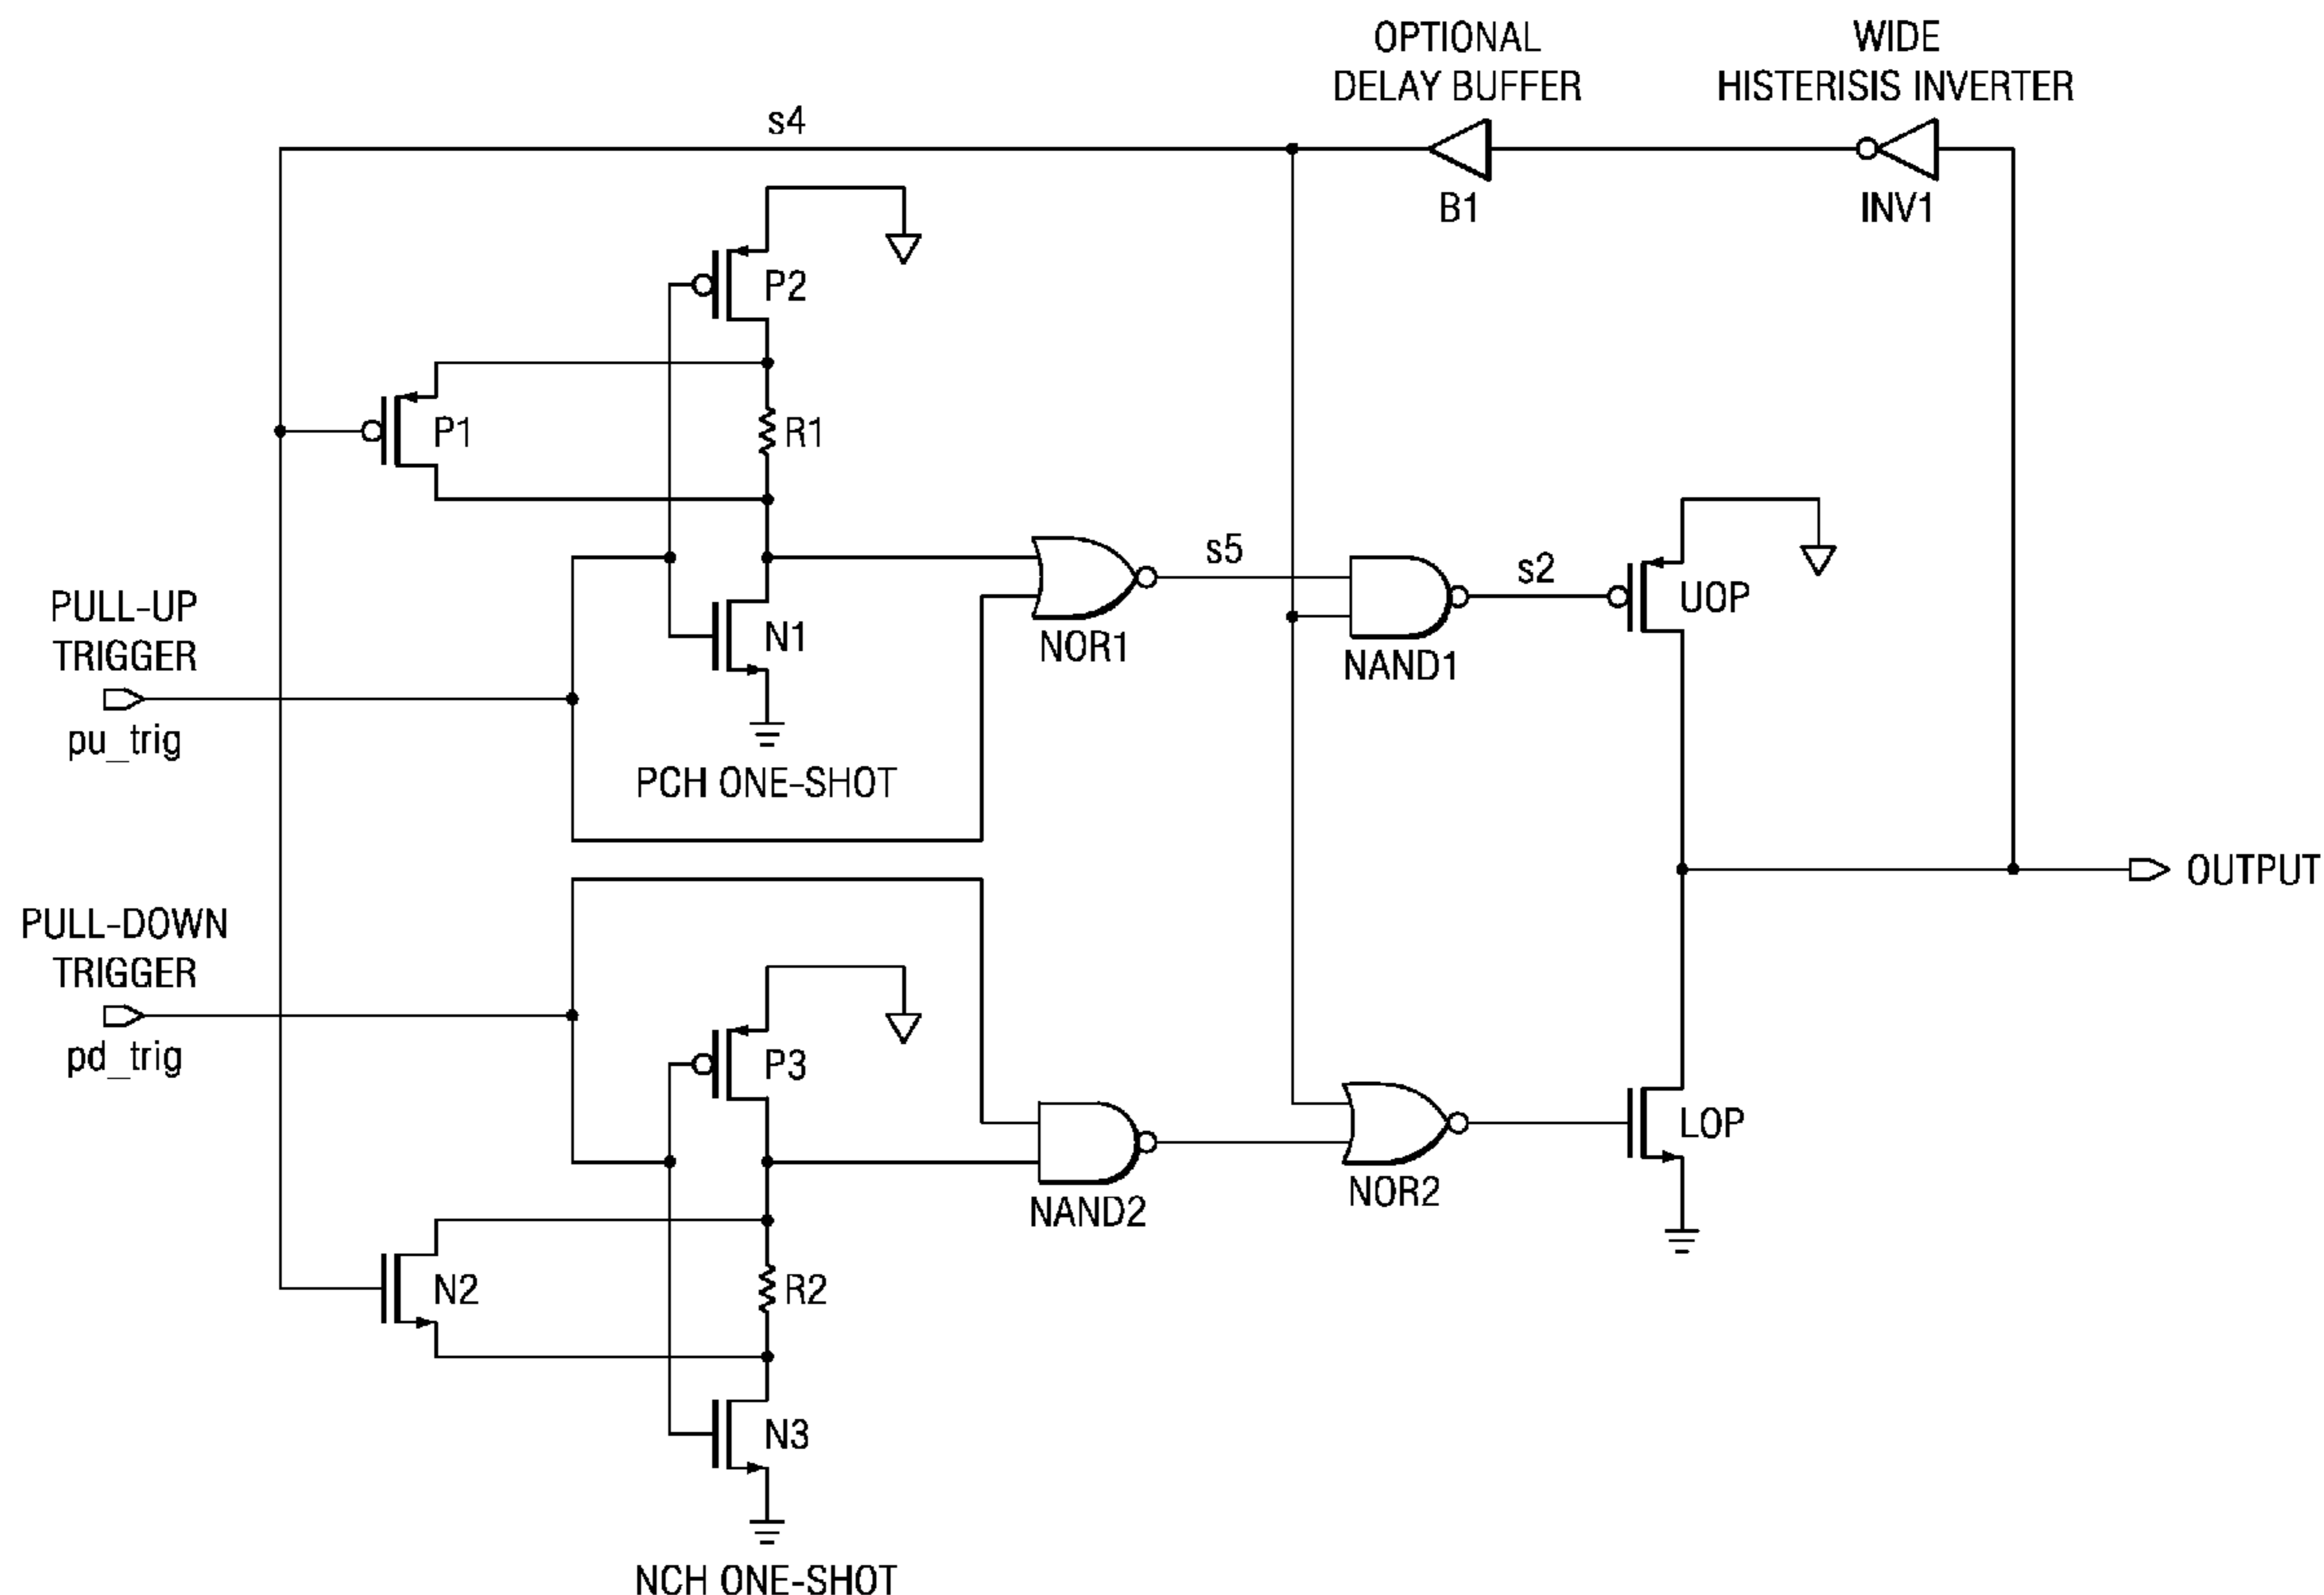 OPTIONAL
DELAY BUFFER
WIDE
HISTERISIS INVERTER
s4
B1
INV1
P2
P1
R1
s5
s2
UOP
PULL-UP
TRIGGER
pu_trig
N1
NOR1
NAND1
PCH ONE-SHOT
OUTPUT
PULL-DOWN
TRIGGER
pd_trig
P3
LOP
NAND2
NOR2
N2
R2
N3
NCH ONE-SHOT